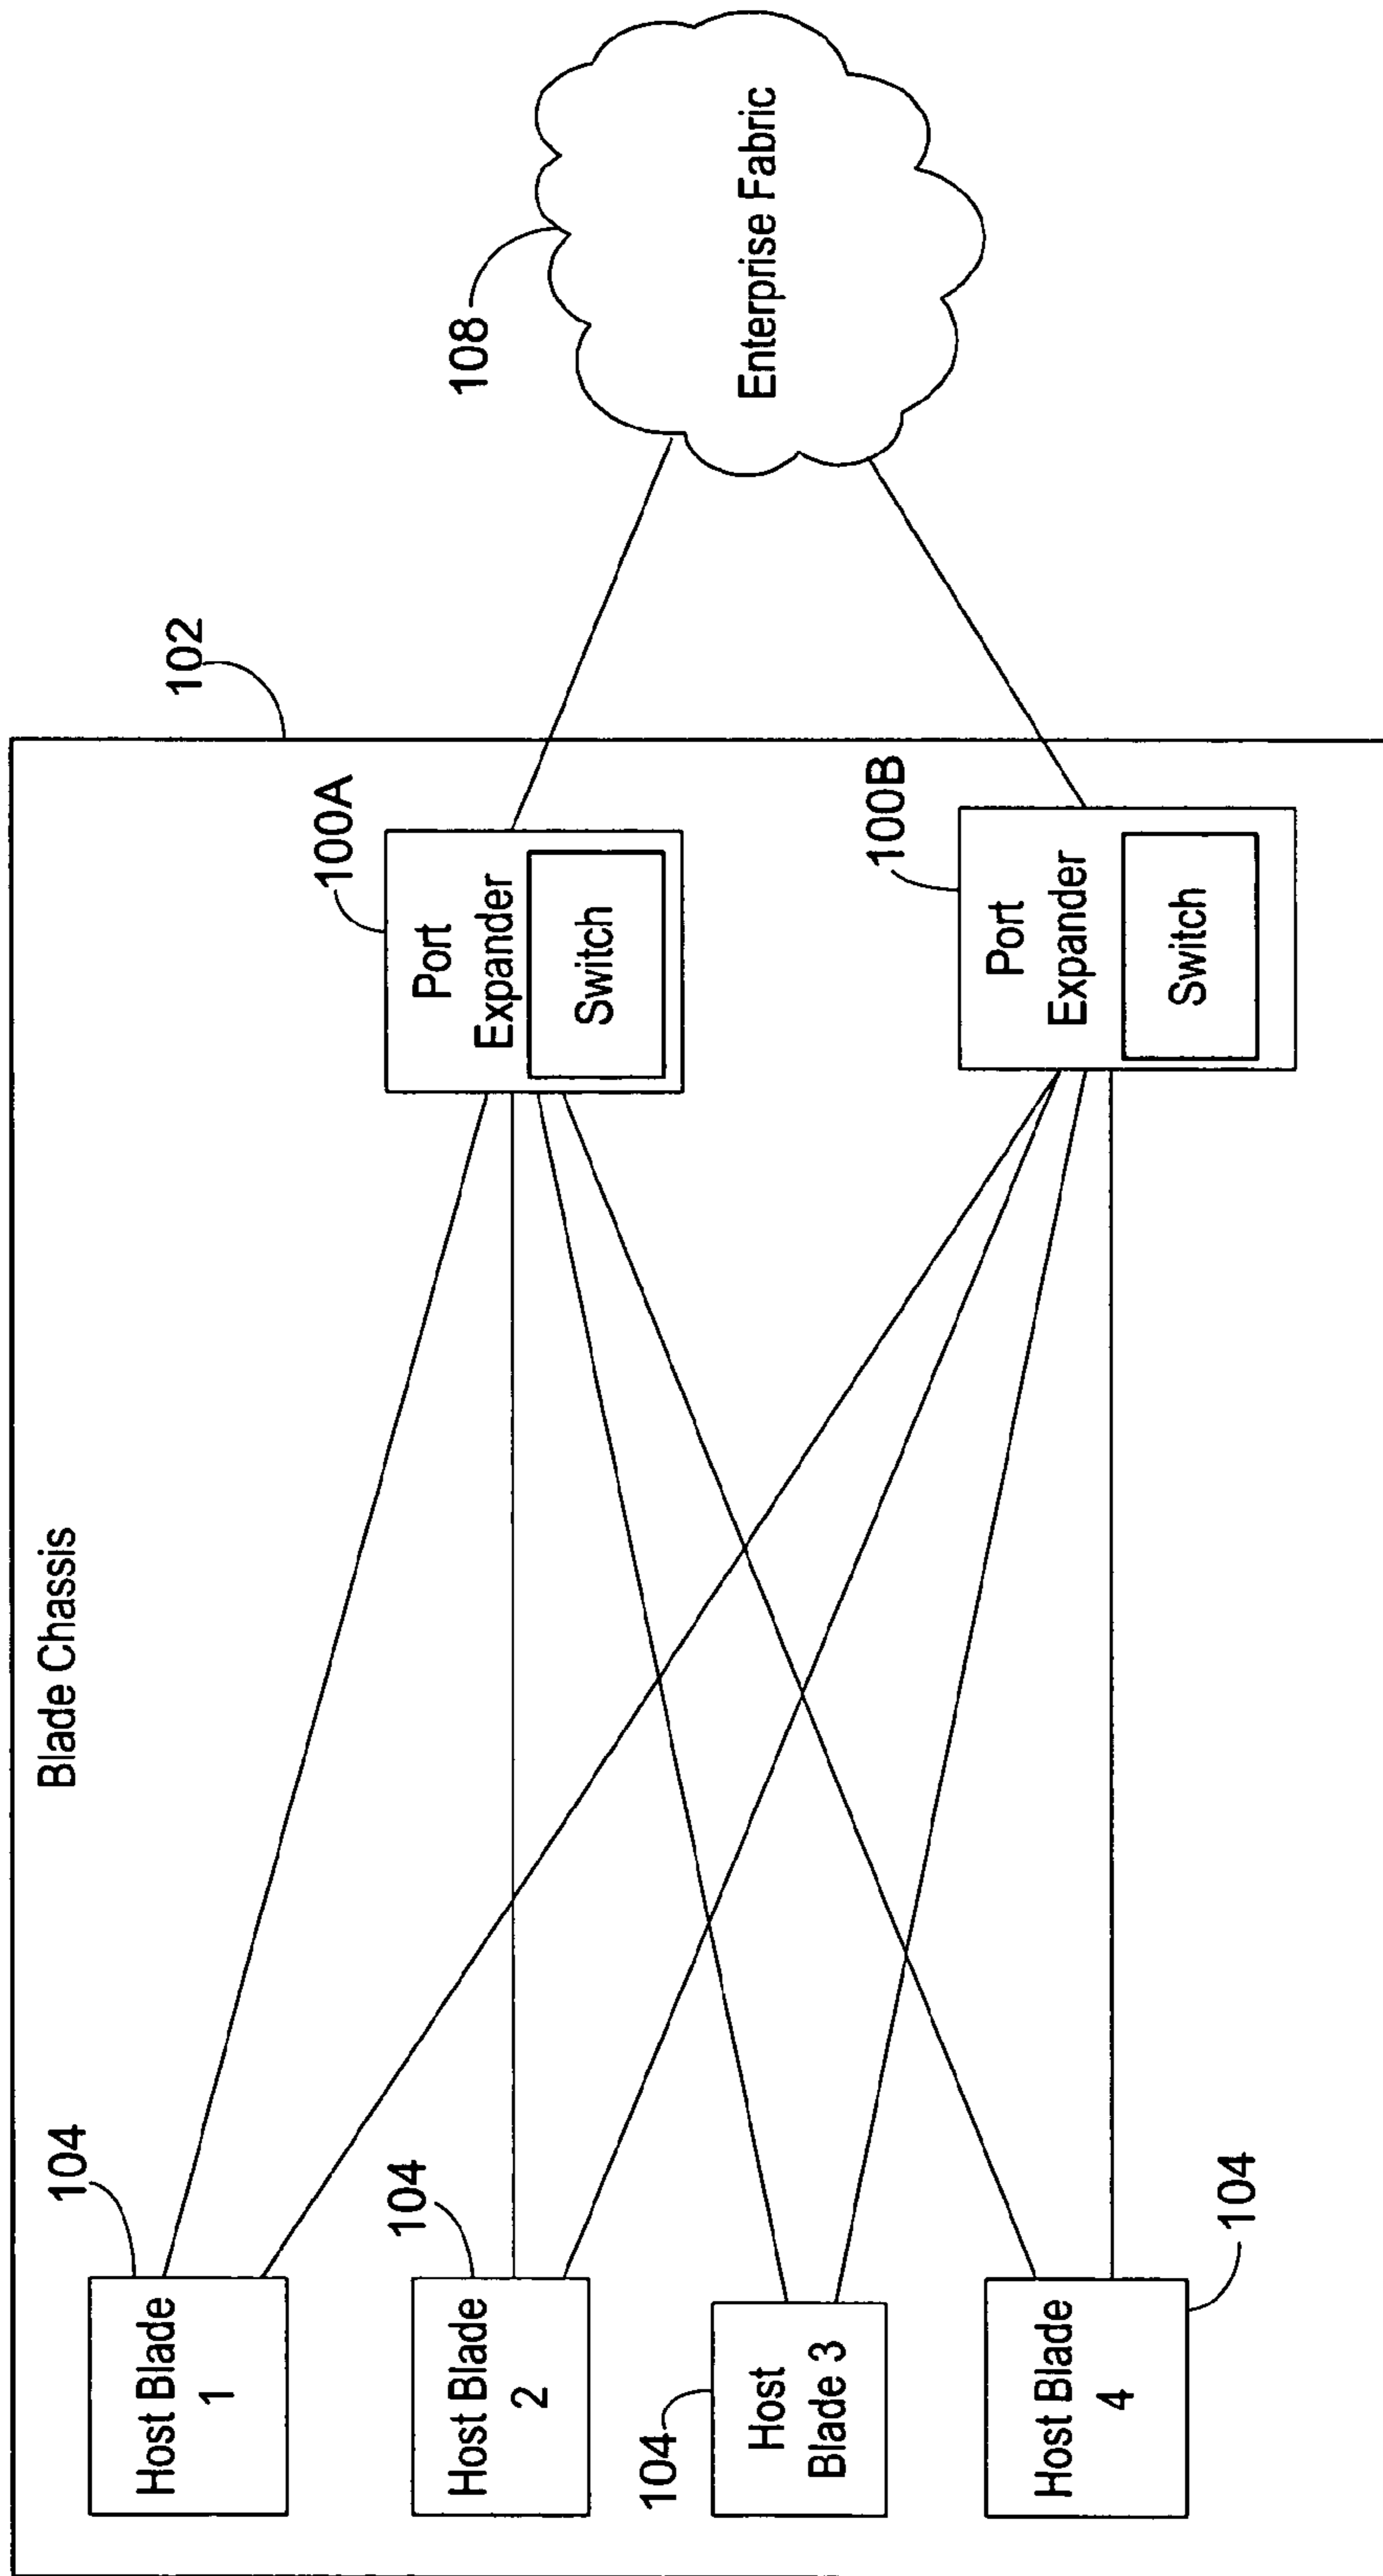 Blade Chassis
102
104
Host Blade
1
104
Host Blade
2
104
Host
Blade 3
Host Blade
4
104
100A
Port
Expander
Switch
100B
Port
Expander
Switch
108
Enterprise Fabric